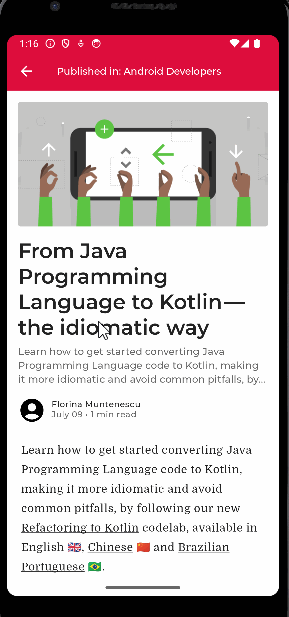 1:16
Published in: Android Developers
From Java
Programming
Language to Kotlin —
the idiomatic way
Learn how to get started converting Java
Programming Language code to Kotlin, making
it more idiomatic and avoid common pitfalls, by...
Florina Muntenescu
July 09 • 1 min read
Learn how to get started converting Java
Programming Language code to Kotlin,
making it more idiomatic and avoid
common pitfalls, by following our new
Refactoring to Kotlin codelab, available in
English 🇬🇧, Chinese 🇨🇳 and Brazilian
Portuguese 🇧🇷.